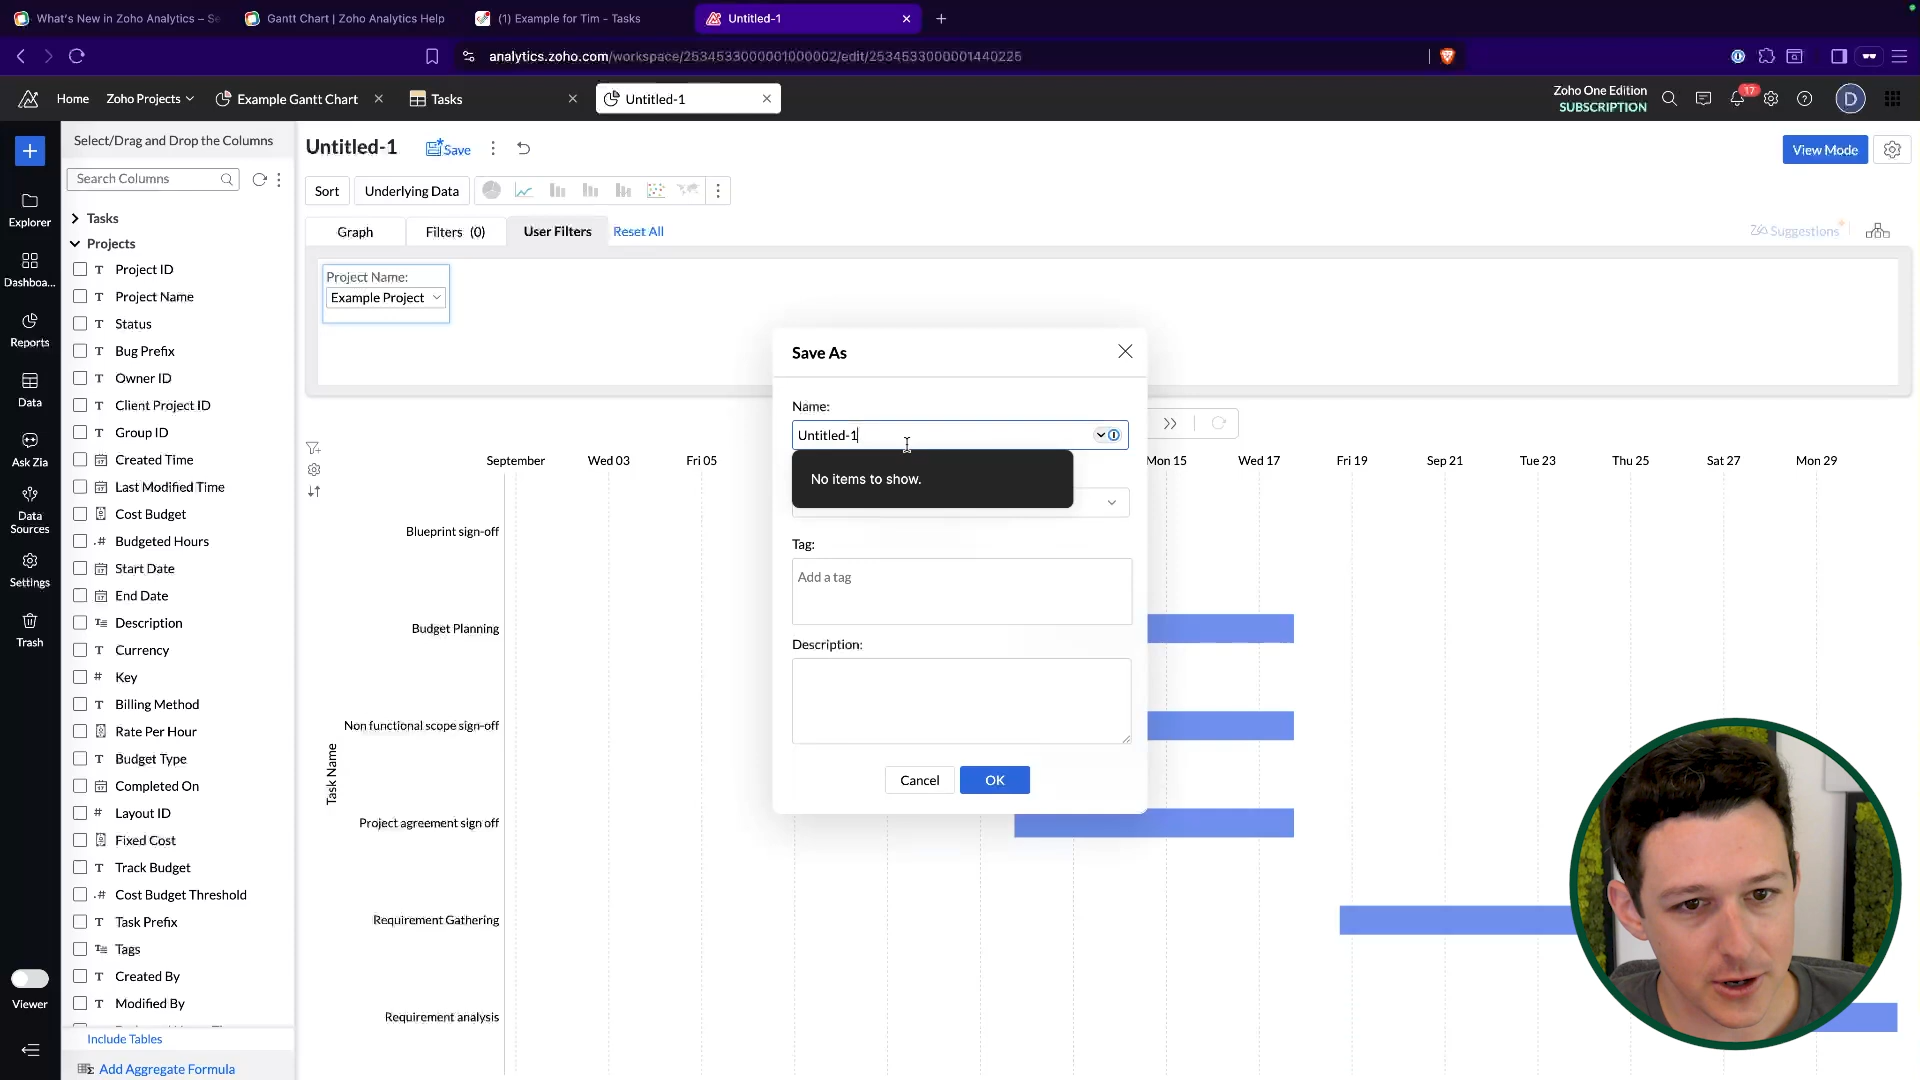 What's New in Zoho Analytics – Se
Gantt Chart | Zoho Analytics Help
(1) Example for Tim - Tasks
Untitled-1
analytics.zoho.com/workspace/2534533000001000002/edit/2534533000001440225
Home
Zoho Projects
Example Gantt Chart
Tasks
Untitled-1
Zoho One Edition
SUBSCRIPTION
17
D
Select/Drag and Drop the Columns
Untitled-1
Save
View Mode
Search Columns
Sort
Underlying Data
Explorer
Tasks
Graph
Filters (0)
User Filters
Reset All
Suggestions
Projects
Dashboa...
Project ID
Project Name
Status
Bug Prefix
Owner ID
Client Project ID
Group ID
Created Time
Last Modified Time
Cost Budget
Budgeted Hours
Start Date
End Date
Description
Currency
Key
Billing Method
Rate Per Hour
Budget Type
Completed On
Layout ID
Fixed Cost
Track Budget
Cost Budget Threshold
Task Prefix
Tags
Created By
Modified By
Include Tables
Add Aggregate Formula
Reports
Data
Ask Zia
Data
Sources
Settings
Trash
Viewer
Project Name:
Example Project
Save As
Name:
Untitled-1
No items to show.
Tag:
Add a tag
Description:
Cancel
OK
September
Wed 03
Fri 05
Mon 15
Wed 17
Fri 19
Sep 21
Tue 23
Thu 25
Sat 27
Mon 29
Task Name
Blueprint sign-off
Budget Planning
Non functional scope sign-off
Project agreement sign off
Requirement Gathering
Requirement analysis